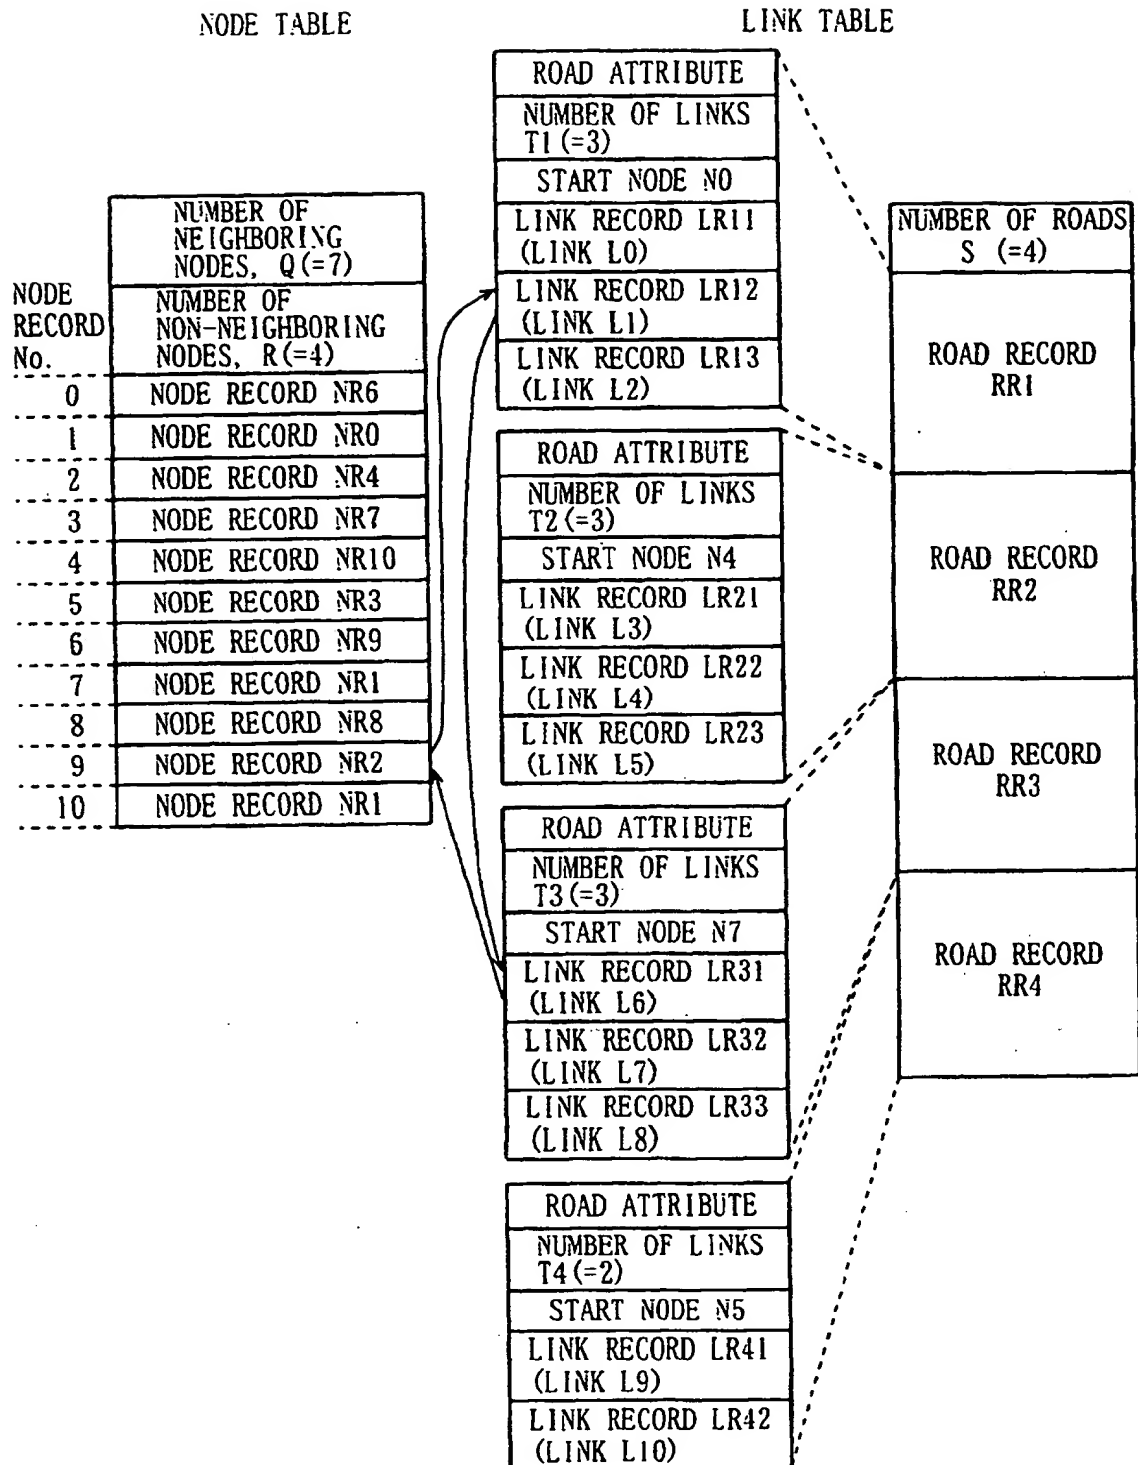 NODE TABLE
NUMBER OF
NEIGHBORING
NODES, Q(=7)
NODE
RECORD
No.
NUMBER OF
NON-NEIGHBORING
NODES, R(=4)
0 NODE RECORD NR6
1 NODE RECORD NR0
2 NODE RECORD NR4
3 NODE RECORD NR7
4 NODE RECORD NR10
5 NODE RECORD NR3
6 NODE RECORD NR9
7 NODE RECORD NR1
8 NODE RECORD NR8
9 NODE RECORD NR2
10 NODE RECORD NR1
LINK TABLE
ROAD ATTRIBUTE
NUMBER OF LINKS
T1(=3)
START NODE N0
LINK RECORD LR11
(LINK L0)
LINK RECORD LR12
(LINK L1)
LINK RECORD LR13
(LINK L2)
ROAD ATTRIBUTE
NUMBER OF LINKS
T2(=3)
START NODE N4
LINK RECORD LR21
(LINK L3)
LINK RECORD LR22
(LINK L4)
LINK RECORD LR23
(LINK L5)
ROAD ATTRIBUTE
NUMBER OF LINKS
T3(=3)
START NODE N7
LINK RECORD LR31
(LINK L6)
LINK RECORD LR32
(LINK L7)
LINK RECORD LR33
(LINK L8)
ROAD ATTRIBUTE
NUMBER OF LINKS
T4(=2)
START NODE N5
LINK RECORD LR41
(LINK L9)
LINK RECORD LR42
(LINK L10)
NUMBER OF ROADS
S (=4)
ROAD RECORD
RR1
ROAD RECORD
RR2
ROAD RECORD
RR3
ROAD RECORD
RR4